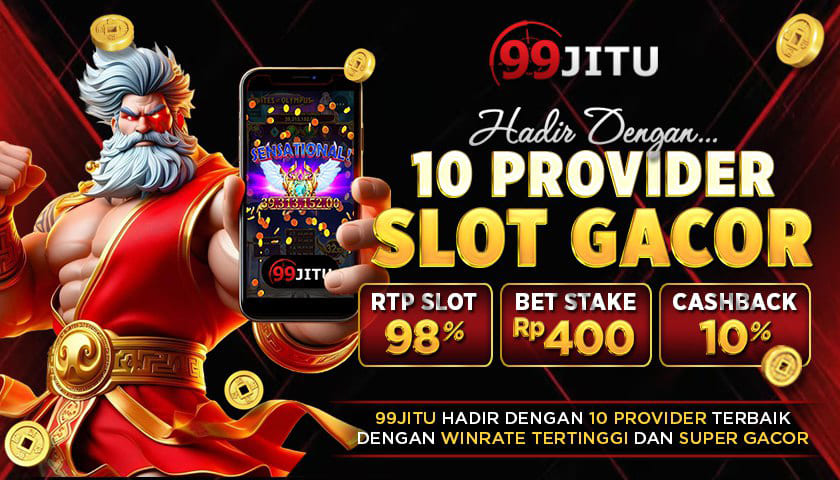 99JITU
Hadir Dengan...
10 PROVIDER
SLOT GACOR
RTP SLOT
98%
BET STAKE
Rp400
CASHBACK
10%
SENSATIONAL!
99JITU
99JITU HADIR DENGAN 10 PROVIDER TERBAIK
DENGAN WINRATE TERTINGGI DAN SUPER GACOR